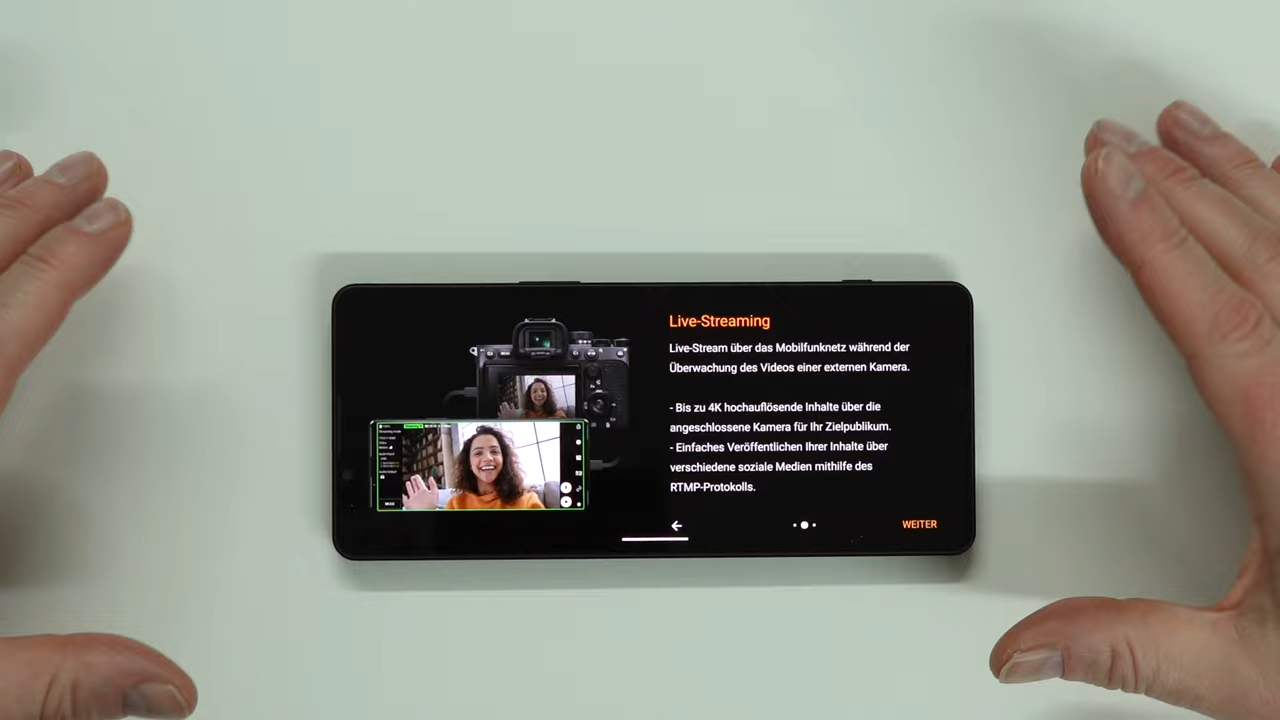 Live-Streaming
Live-Stream über das Mobilfunknetz während der
Überwachung des Videos einer externen Kamera.
- Bis zu 4K hochauflösende Inhalte über die
angeschlossene Kamera für Ihr Zielpublikum.
- Einfaches Veröffentlichen Ihrer Inhalte über
verschiedene soziale Medien mithilfe des
RTMP-Protokolls.
WEITER